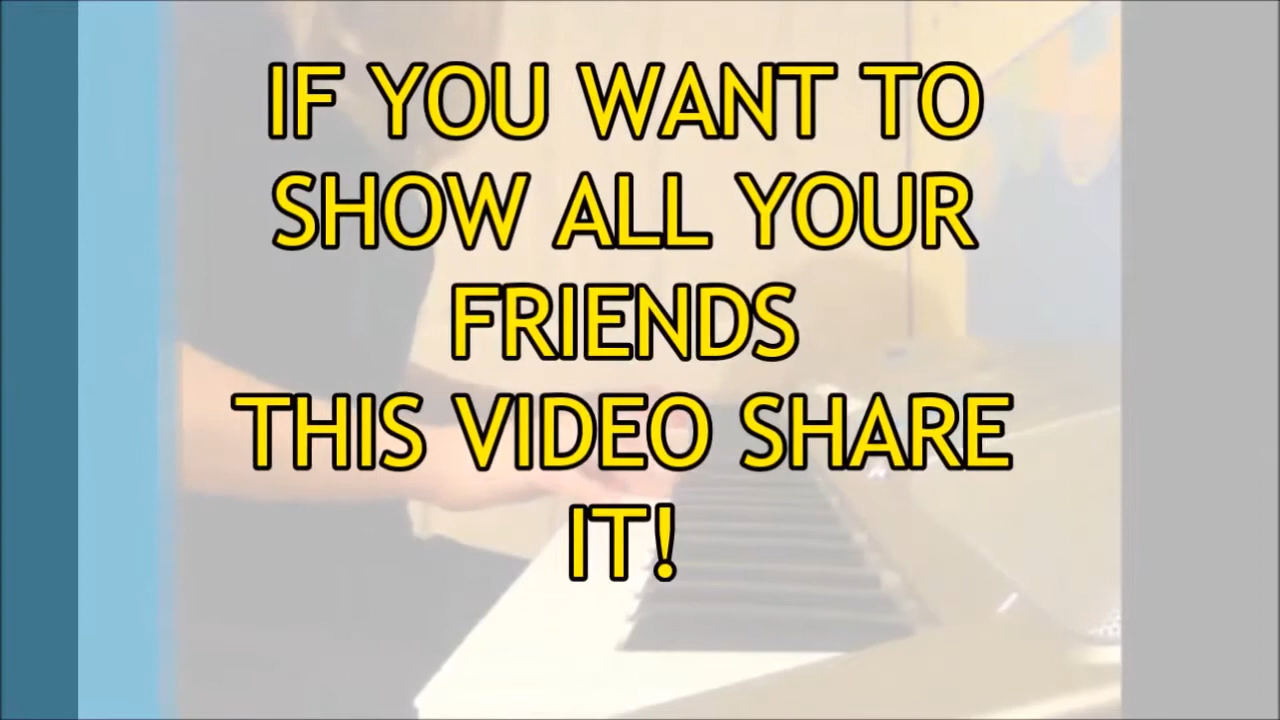 IF YOU WANT TO
SHOW ALL YOUR
FRIENDS
THIS VIDEO SHARE
IT!